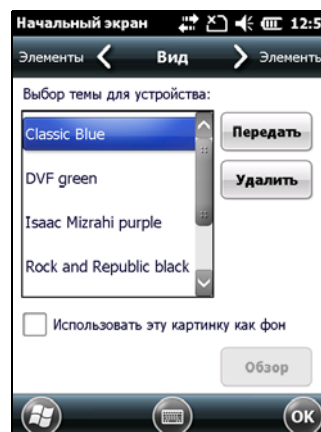 Начальный экран 12:5
Элементы Вид Элементь
Выбор темы для устройства:
Classic Blue
Передать
DVF green
Удалить
Isaac Mizrahi purple
Rock and Republic black
Использовать эту картинку как фон
Обзор
OK